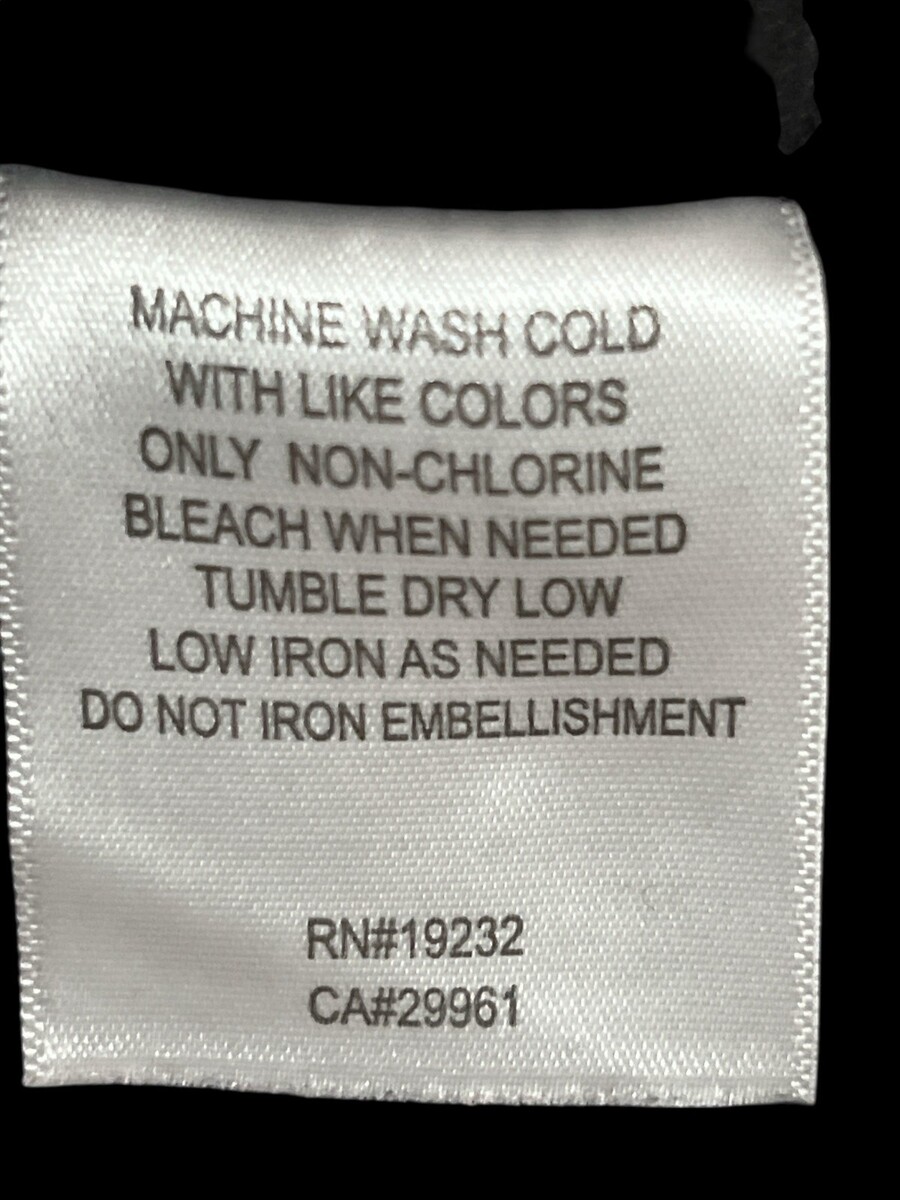 MACHINE WASH COLD
WITH LIKE COLORS
ONLY NON-CHLORINE
BLEACH WHEN NEEDED
TUMBLE DRY LOW
LOW IRON AS NEEDED
DO NOT IRON EMBELLISHMENT
RN#19232
CA#29961